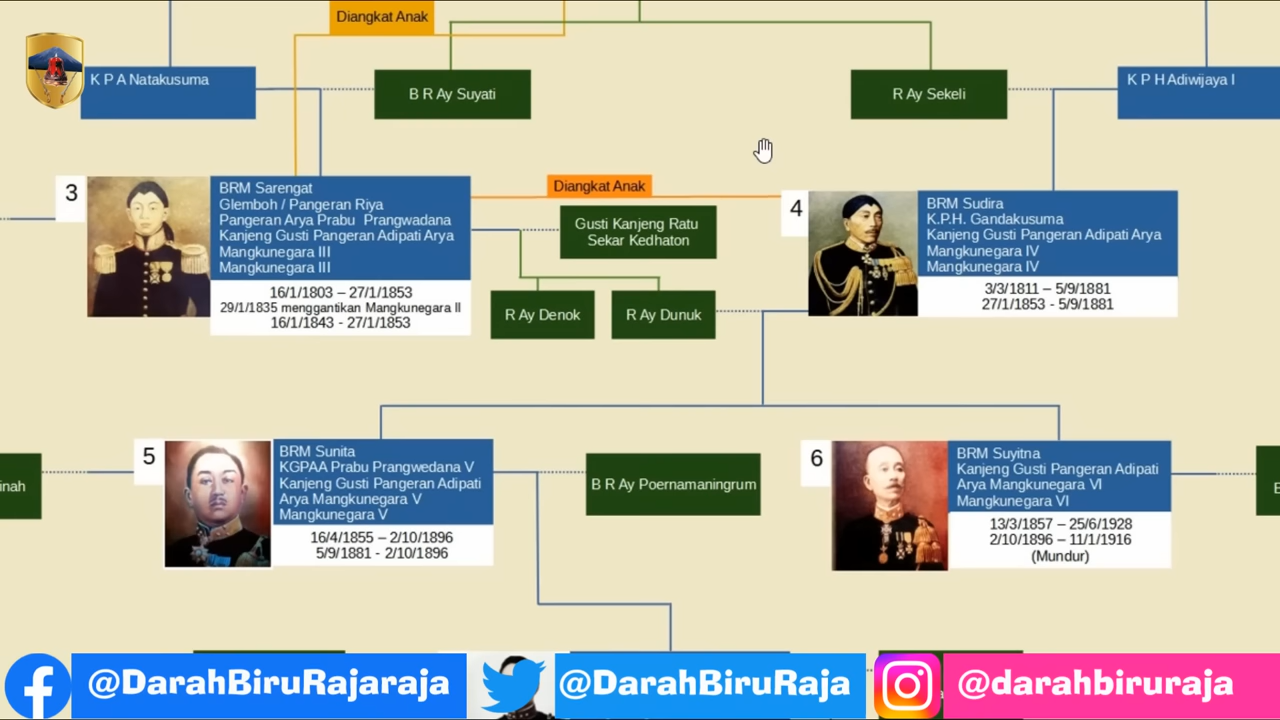 Diangkat Anak
K P A Natakusuma
B R Ay Suyati
R Ay Sekeli
K P H Adiwijaya I
3
BRM Sarengat
Glemboh / Pangeran Riya
Pangeran Arya Prabu Prangwadana
Kanjeng Gusti Pangeran Adipati Arya
Mangkunegara III
Mangkunegara III
16/1/1803 – 27/1/1853
29/1/1835 menggantikan Mangkunegara II
16/1/1843 - 27/1/1853
Diangkat Anak
Gusti Kanjeng Ratu
Sekar Kedhaton
R Ay Denok
R Ay Dunuk
4
BRM Sudira
K.P.H. Gandakusuma
Kanjeng Gusti Pangeran Adipati Arya
Mangkunegara IV
Mangkunegara IV
3/3/1811 – 5/9/1881
27/1/1853 - 5/9/1881
inah
5
BRM Sunita
KGPAA Prabu Prangwedana V
Kanjeng Gusti Pangeran Adipati
Arya Mangkunegara V
Mangkunegara V
16/4/1855 – 2/10/1896
5/9/1881 - 2/10/1896
B R Ay Poernamaningrum
6
BRM Suyitna
Kanjeng Gusti Pangeran Adipati
Arya Mangkunegara VI
Mangkunegara VI
13/3/1857 – 25/6/1928
2/10/1896 – 11/1/1916
(Mundur)
@DarahBiruRajaraja
@DarahBiruRaja
@darahbiruraja